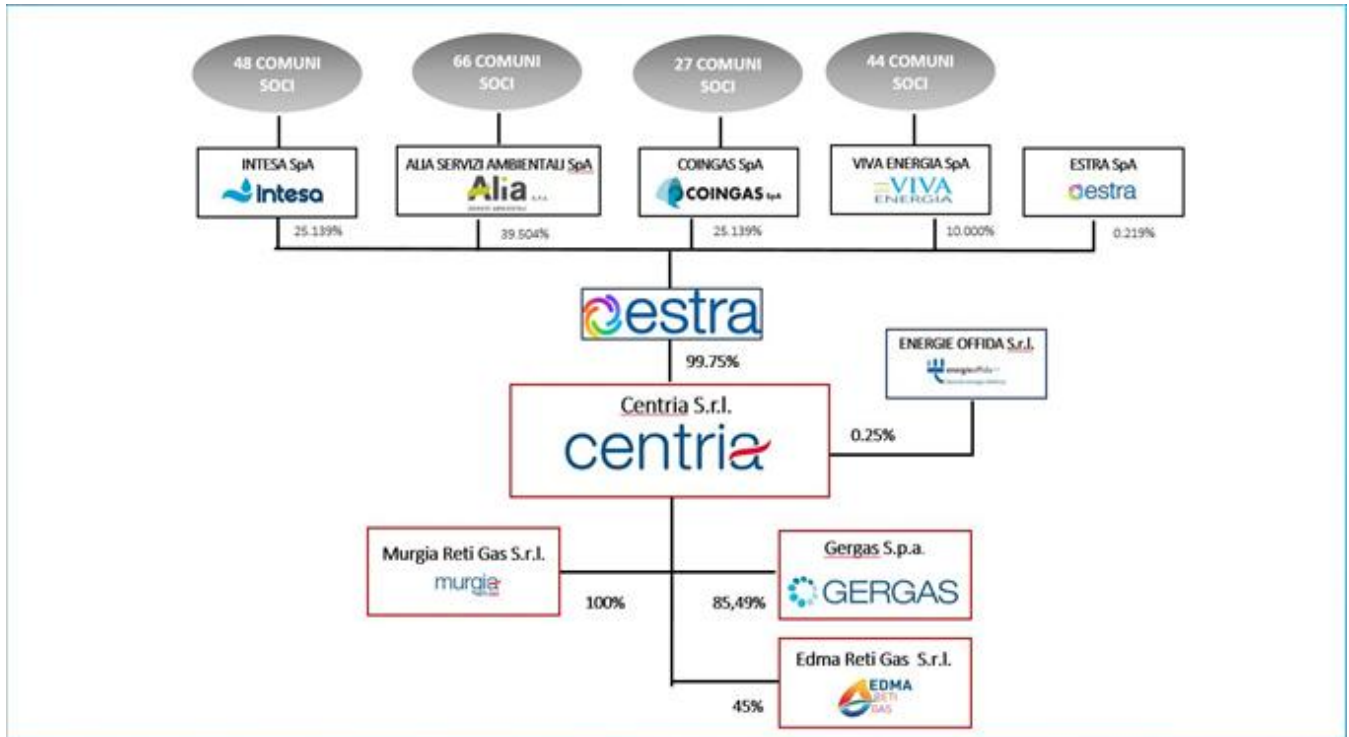 48 COMUNI
SOCI
66 COMUNI
SOCI
27 COMUNI
SOCI
44 COMUNI
SOCI
INTESA SpA
Intesa
ALIA SERVIZI AMBIENTALI SpA
Alia
COINGAS SpA
COINGAS SpA
VIVA ENERGIA SpA
VIVA
ENERGIA
ESTRA SpA
estra
25.139%
39.504%
25.139%
10.000%
0.219%
estra
99.75%
ENERGIE OFFIDA S.r.l.
energieoffida
Centria S.r.l.
centria
0.25%
Murgia Reti Gas S.r.l.
murgia
100%
Gergas S.p.a.
GERGAS
85,49%
Edma Reti Gas S.r.l.
EDMA
RETI
GAS
45%